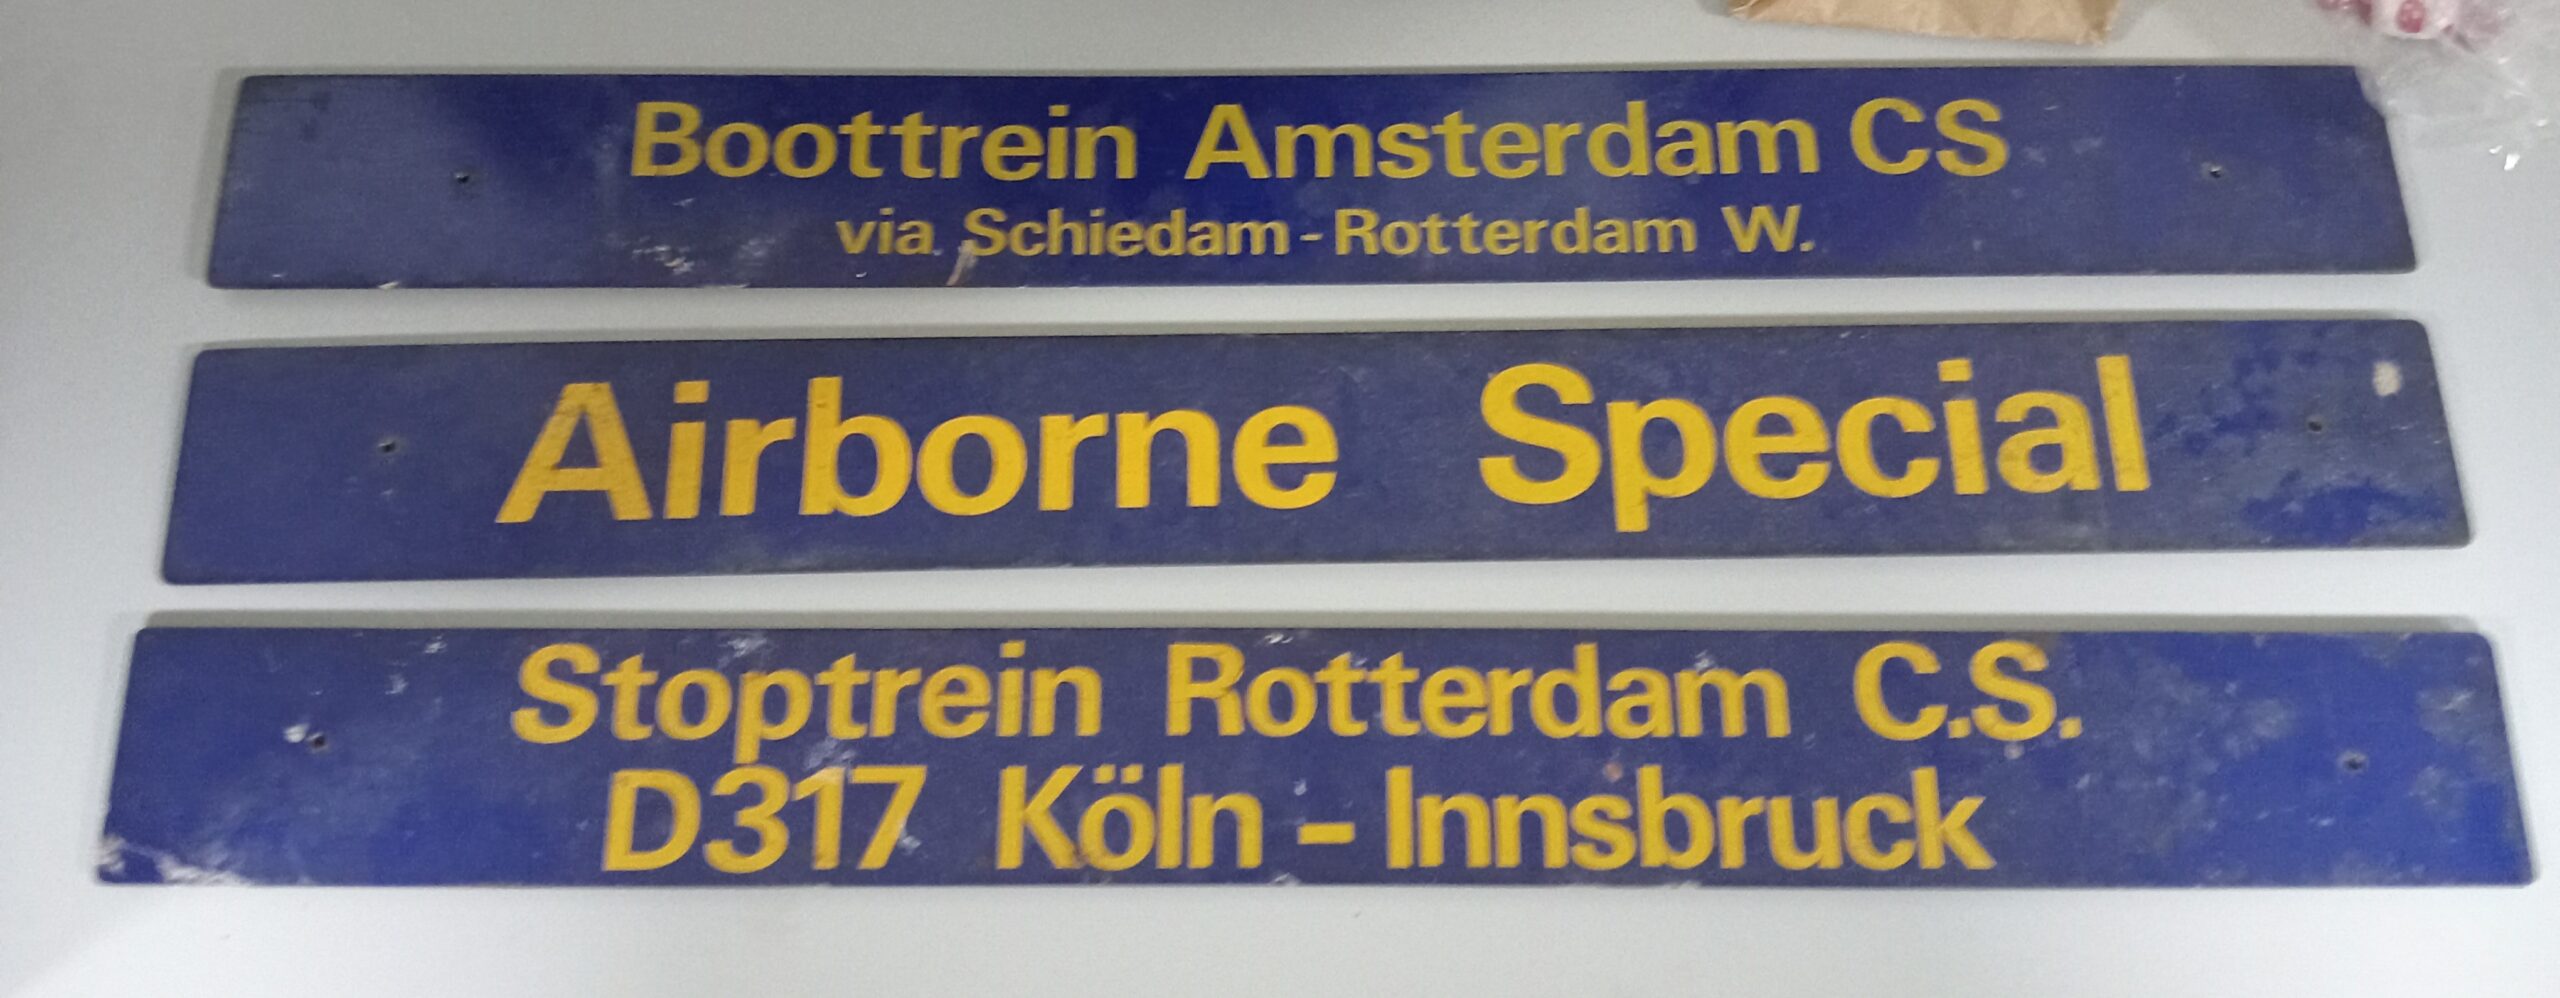 Boottrein Amsterdam CS
via Schiedam - Rotterdam W.
Airborne Special
Stoptrein Rotterdam C.S.
D317 Köln - Innsbruck